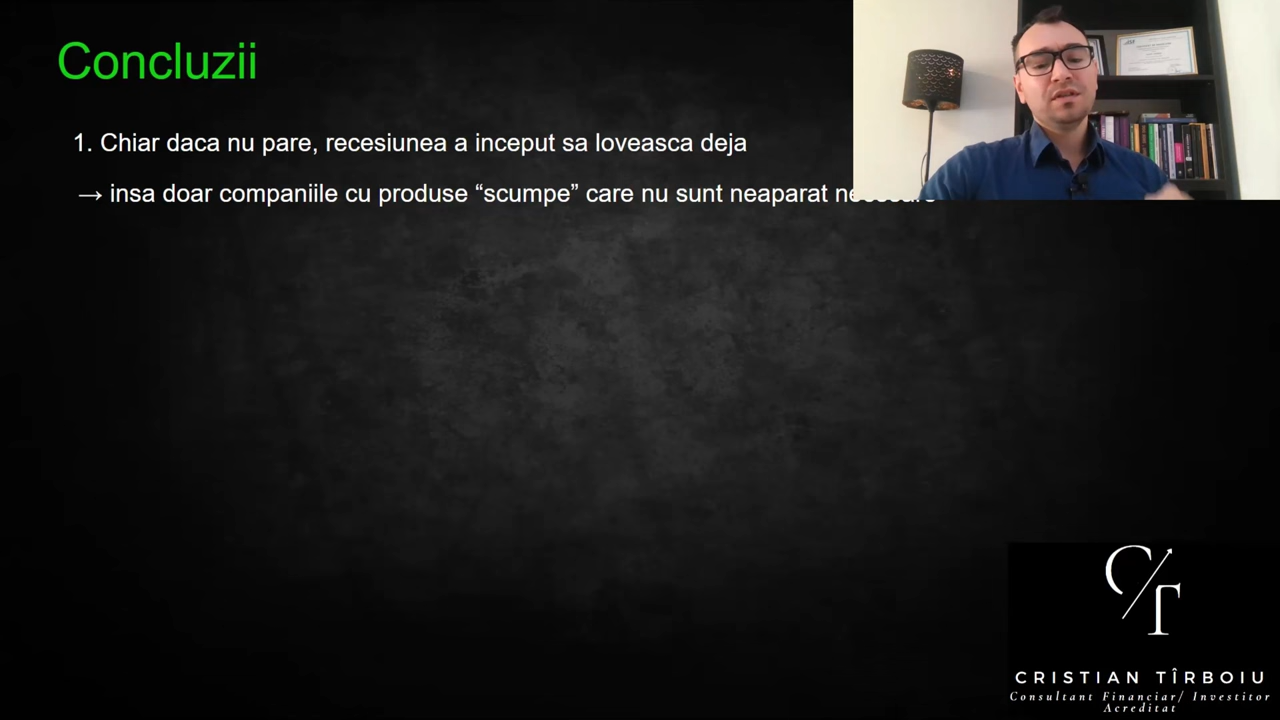 Concluzii
1. Chiar daca nu pare, recesiunea a inceput sa loveasca deja
→ insa doar companiile cu produse “scumpe” care nu sunt neaparat
CT
CRISTIAN TÎRBOIU
Consultant Financiar/ Investitor
Acreditat